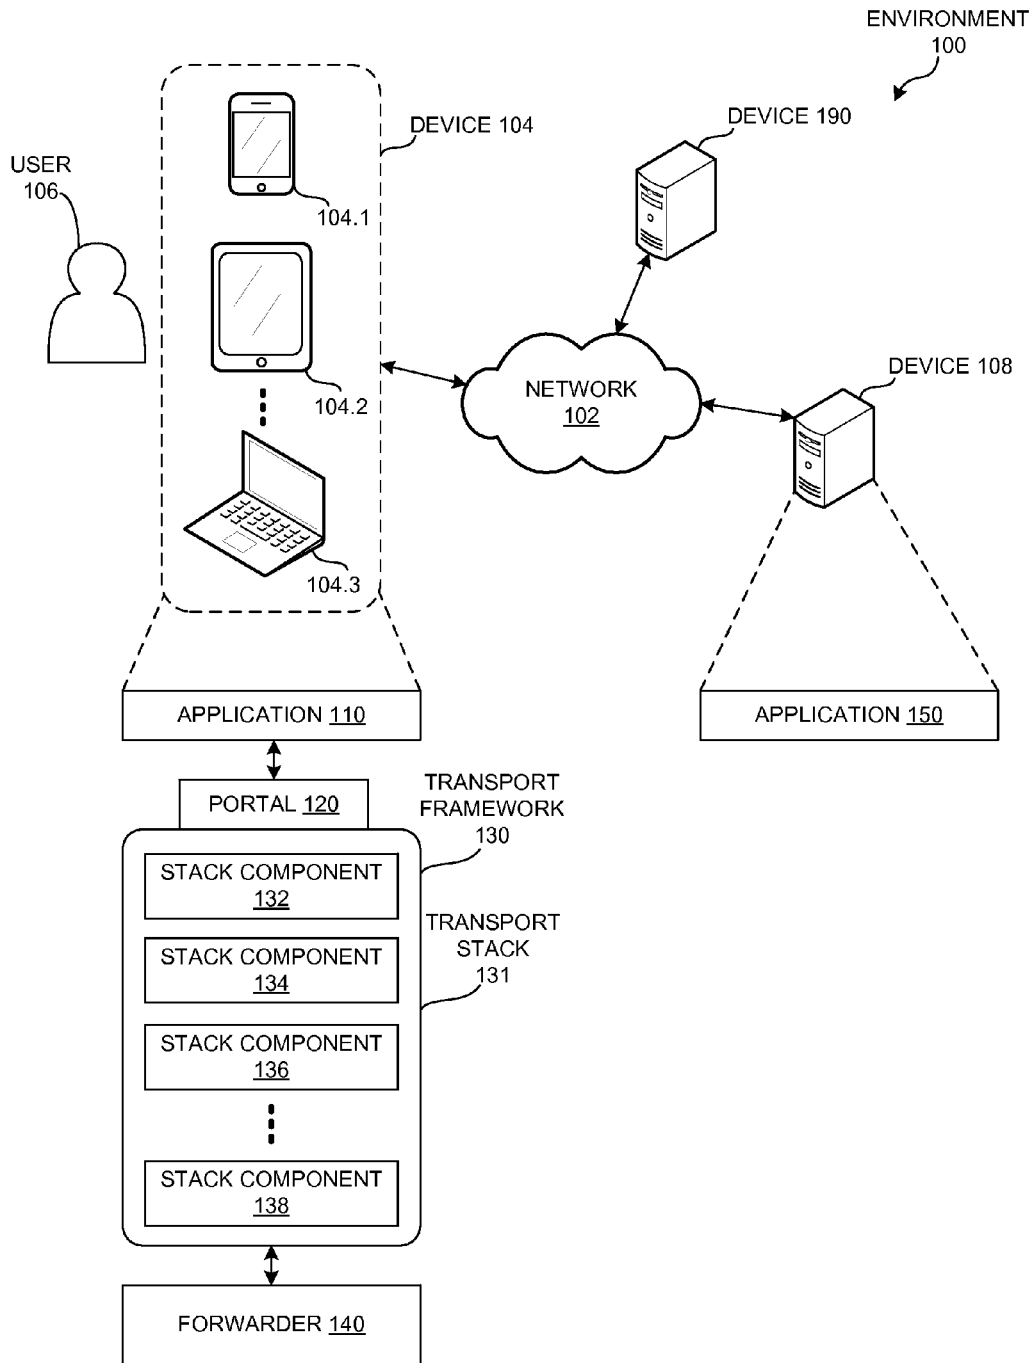 ENVIRONMENT
100
DEVICE 104
DEVICE 190
USER
106
104.1
DEVICE 108
NETWORK
102
104.2
104.3
APPLICATION 110
APPLICATION 150
PORTAL 120
TRANSPORT
FRAMEWORK
130
STACK COMPONENT
132
TRANSPORT
STACK
131
STACK COMPONENT
134
STACK COMPONENT
136
STACK COMPONENT
138
FORWARDER 140